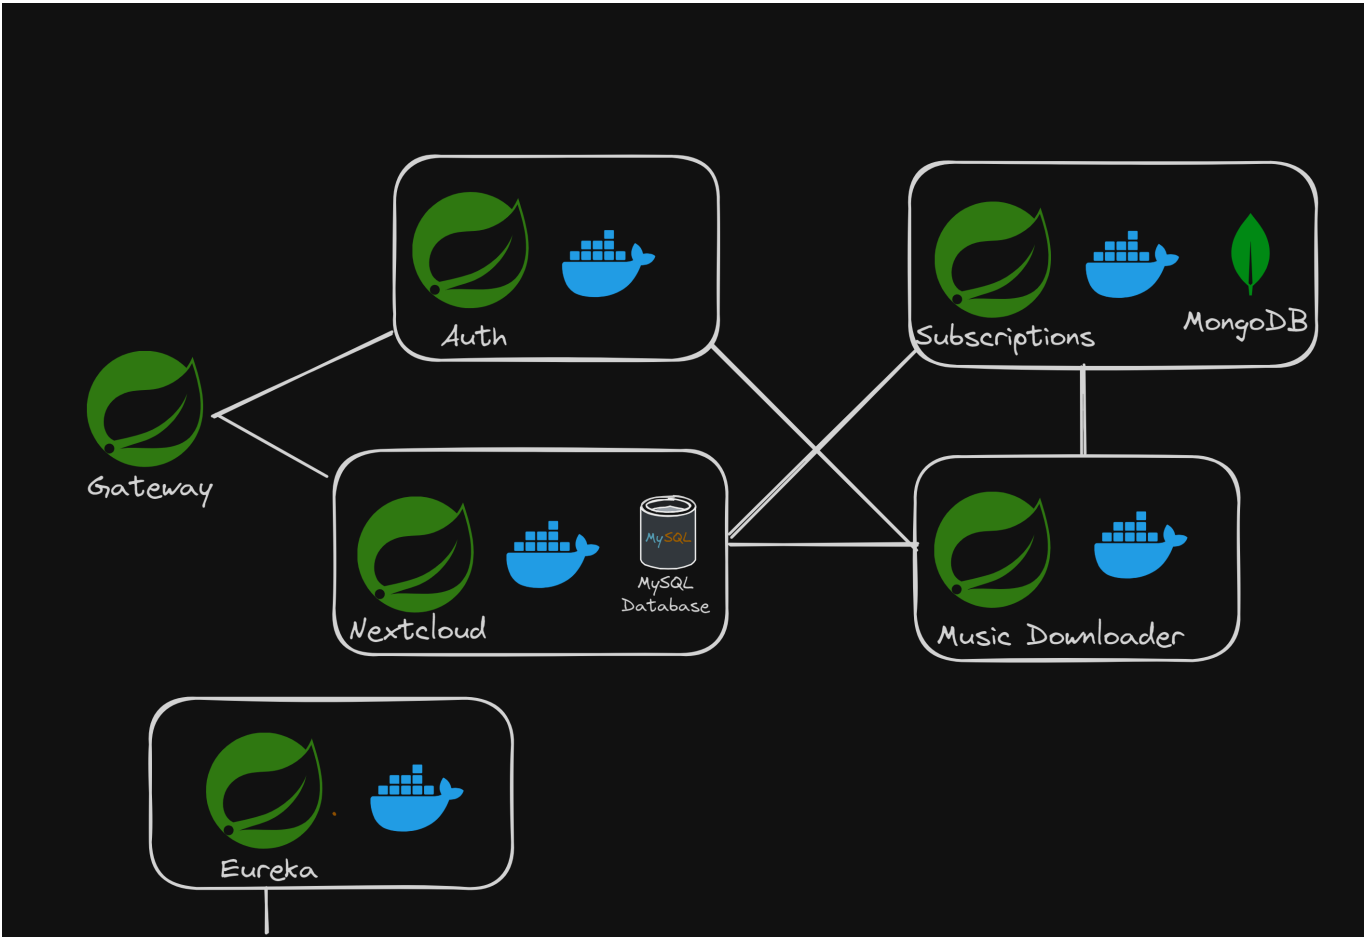 Auth
Subscriptions
MongoDB
Gateway
MySQL
MySQL
Database
Nextcloud
Music Downloader
Eureka